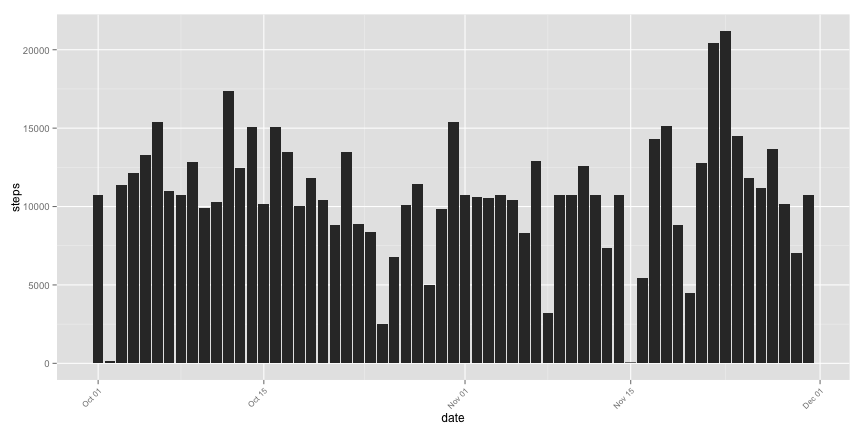 steps
20000
15000
10000
5000
0
Oct 01
Oct 15
Nov 01
Nov 15
Dec 01
date